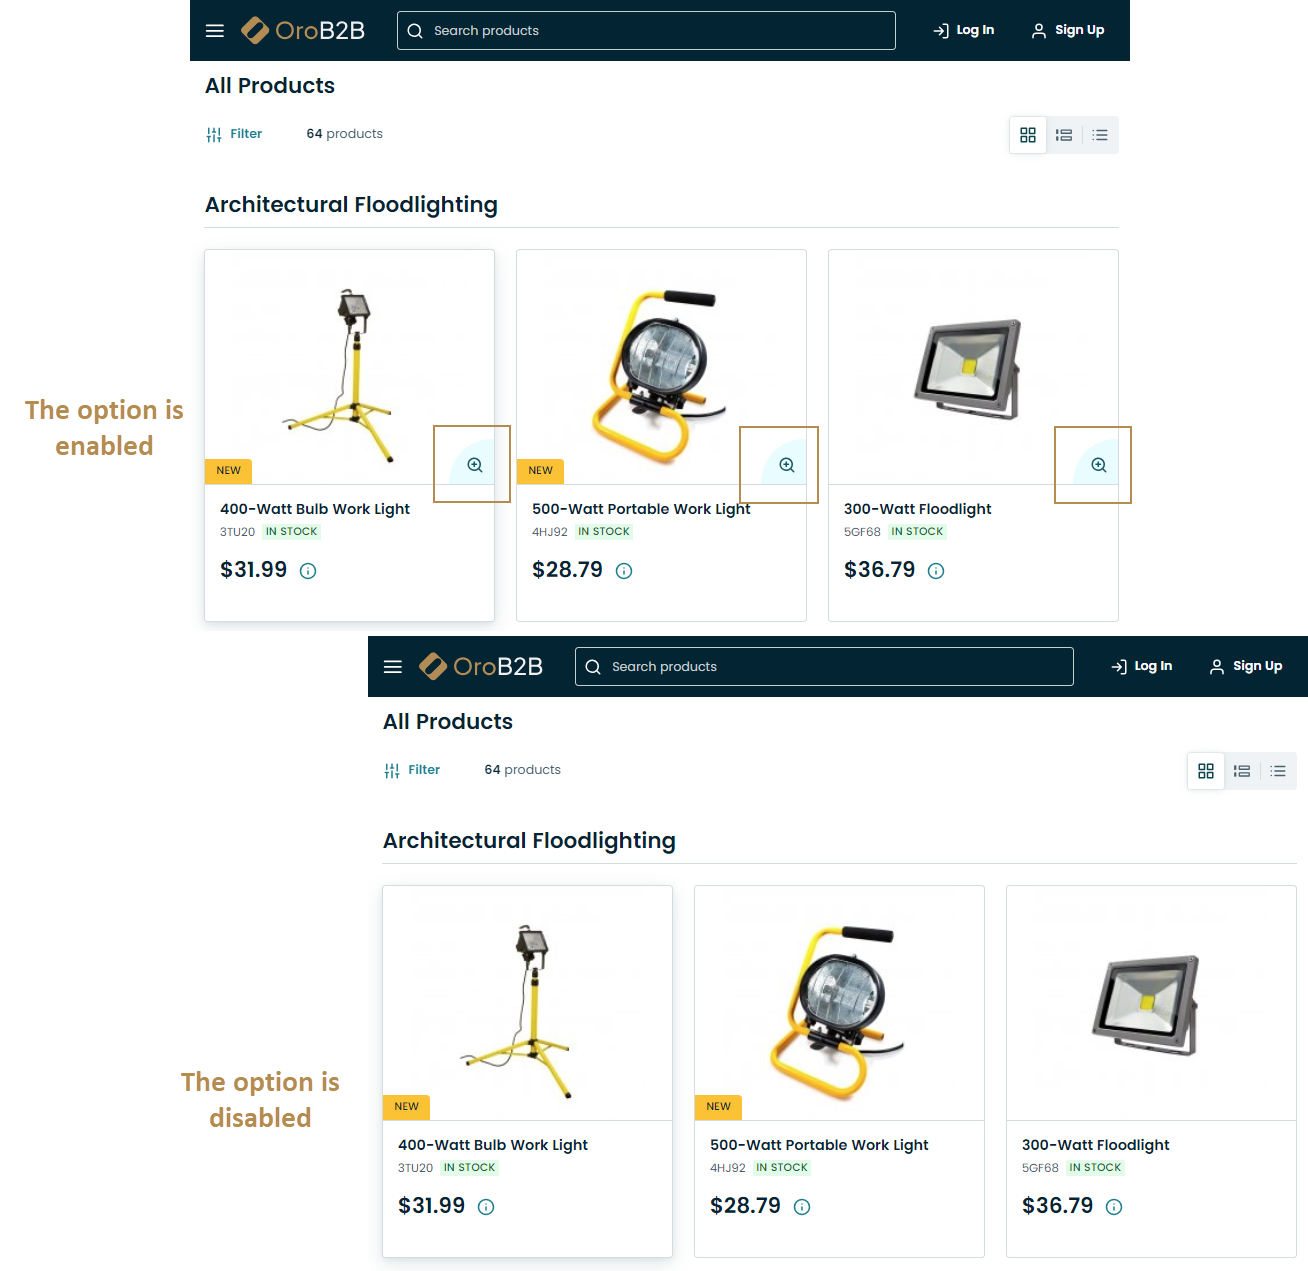 OroB2B
Search products
Log In
Sign Up
All Products
Filter
64 products
Architectural Floodlighting
The option is
enabled
NEW
NEW
400-Watt Bulb Work Light
500-Watt Portable Work Light
300-Watt Floodlight
3TU20 IN STOCK
4HJ92 IN STOCK
5GF68 IN STOCK
$31.99
$28.79
$36.79
OroB2B
Search products
Log In
Sign Up
All Products
Filter
64 products
Architectural Floodlighting
The option is
disabled
NEW
NEW
400-Watt Bulb Work Light
500-Watt Portable Work Light
300-Watt Floodlight
3TU20 IN STOCK
4HJ92 IN STOCK
5GF68 IN STOCK
$31.99
$28.79
$36.79